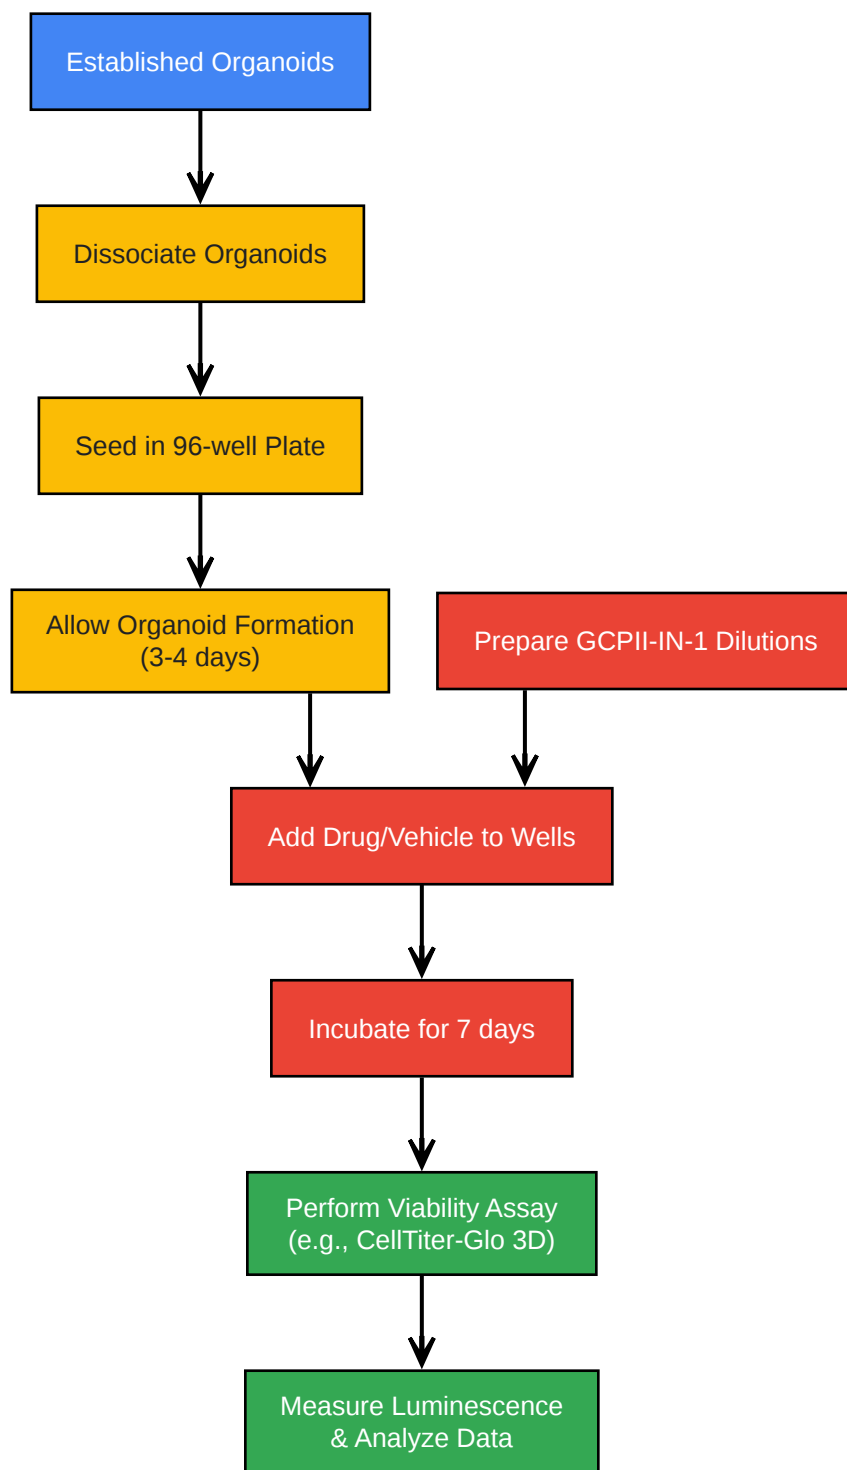 Established Organoids
Dissociate Organoids
Seed in 96-well Plate
Allow Organoid Formation
(3-4 days)
Prepare GCPII-IN-1 Dilutions
Add Drug/Vehicle to Wells
Incubate for 7 days
Perform Viability Assay
(e.g., CellTiter-Glo 3D)
Measure Luminescence
& Analyze Data